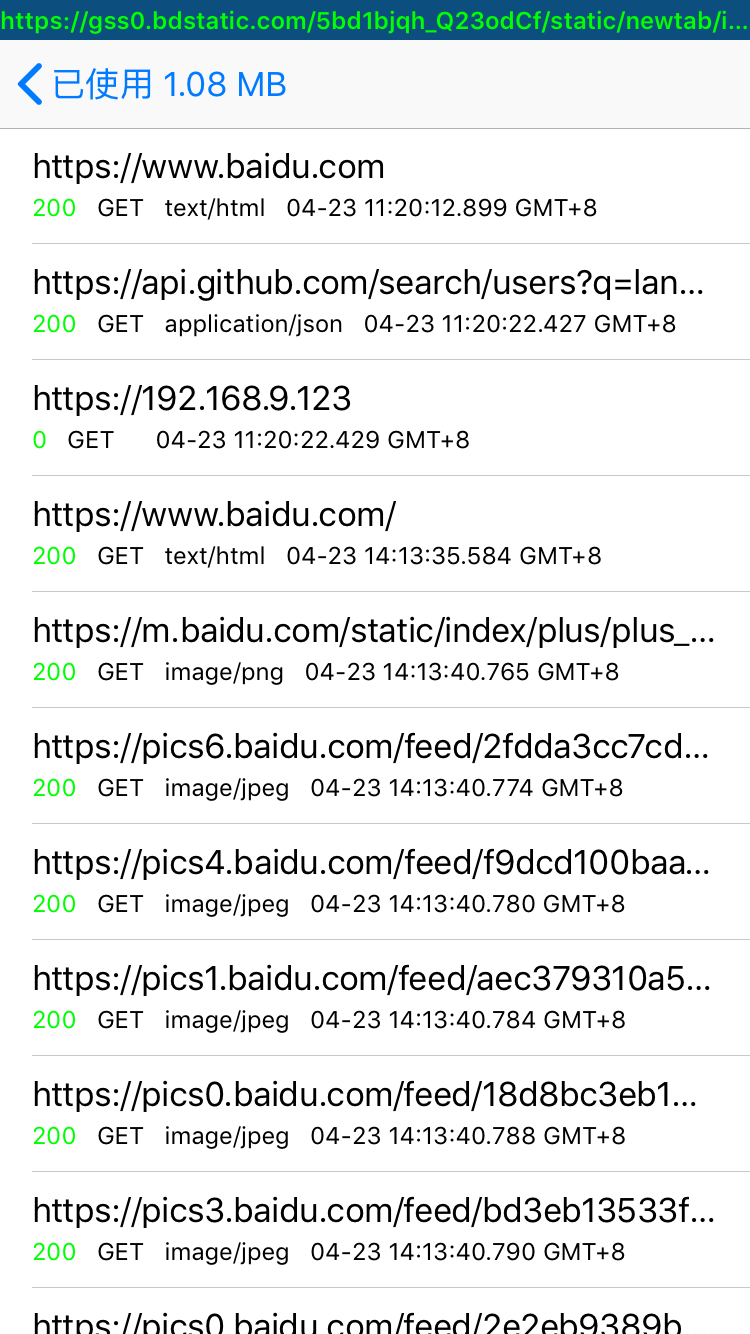 https://gss0.bdstatic.com/5bd1bjqh_Q23odCf/static/newtab/i...
已使用 1.08 MB
https://www.baidu.com
200 GET text/html 04-23 11:20:12.899 GMT+8
https://api.github.com/search/users?q=lan...
200 GET application/json 04-23 11:20:22.427 GMT+8
https://192.168.9.123
0 GET 04-23 11:20:22.429 GMT+8
https://www.baidu.com/
200 GET text/html 04-23 14:13:35.584 GMT+8
https://m.baidu.com/static/index/plus/plus_...
200 GET image/png 04-23 14:13:40.765 GMT+8
https://pics6.baidu.com/feed/2fdda3cc7cd...
200 GET image/jpeg 04-23 14:13:40.774 GMT+8
https://pics4.baidu.com/feed/f9dcd100baa...
200 GET image/jpeg 04-23 14:13:40.780 GMT+8
https://pics1.baidu.com/feed/aec379310a5...
200 GET image/jpeg 04-23 14:13:40.784 GMT+8
https://pics0.baidu.com/feed/18d8bc3eb1...
200 GET image/jpeg 04-23 14:13:40.788 GMT+8
https://pics3.baidu.com/feed/bd3eb13533f...
200 GET image/jpeg 04-23 14:13:40.790 GMT+8
https://pics0.baidu.com/feed/2e2eb9389b